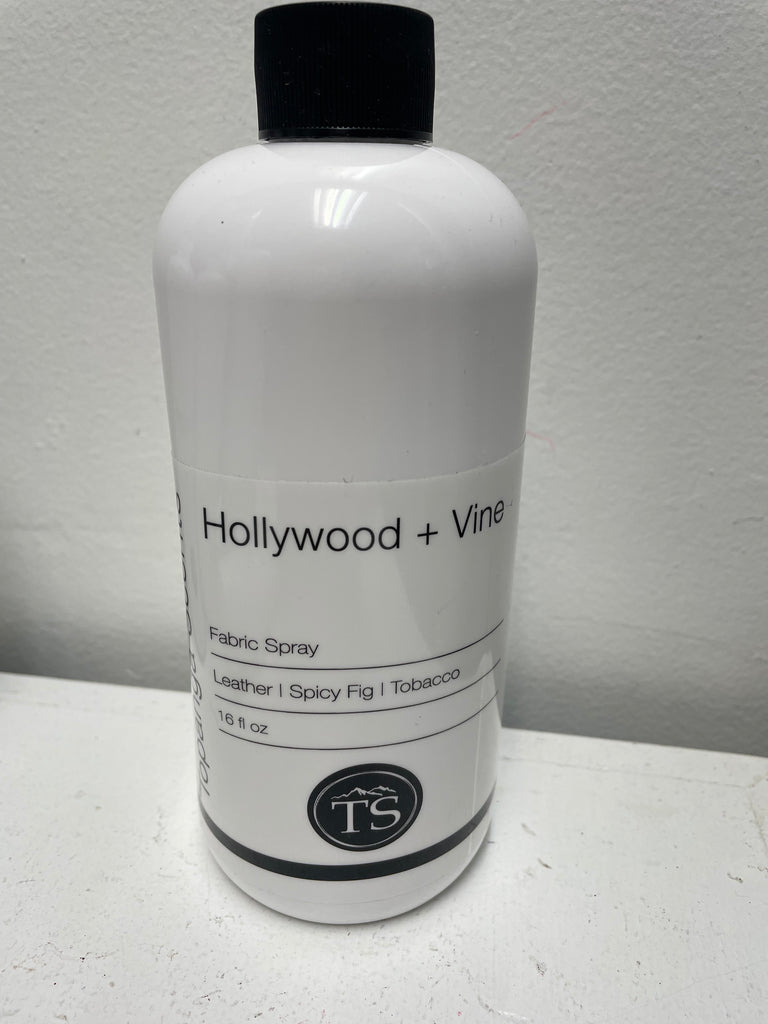 Hollywood + Vine
Fabric Spray
Leather | Spicy Fig | Tobacco
16 fl oz
TS